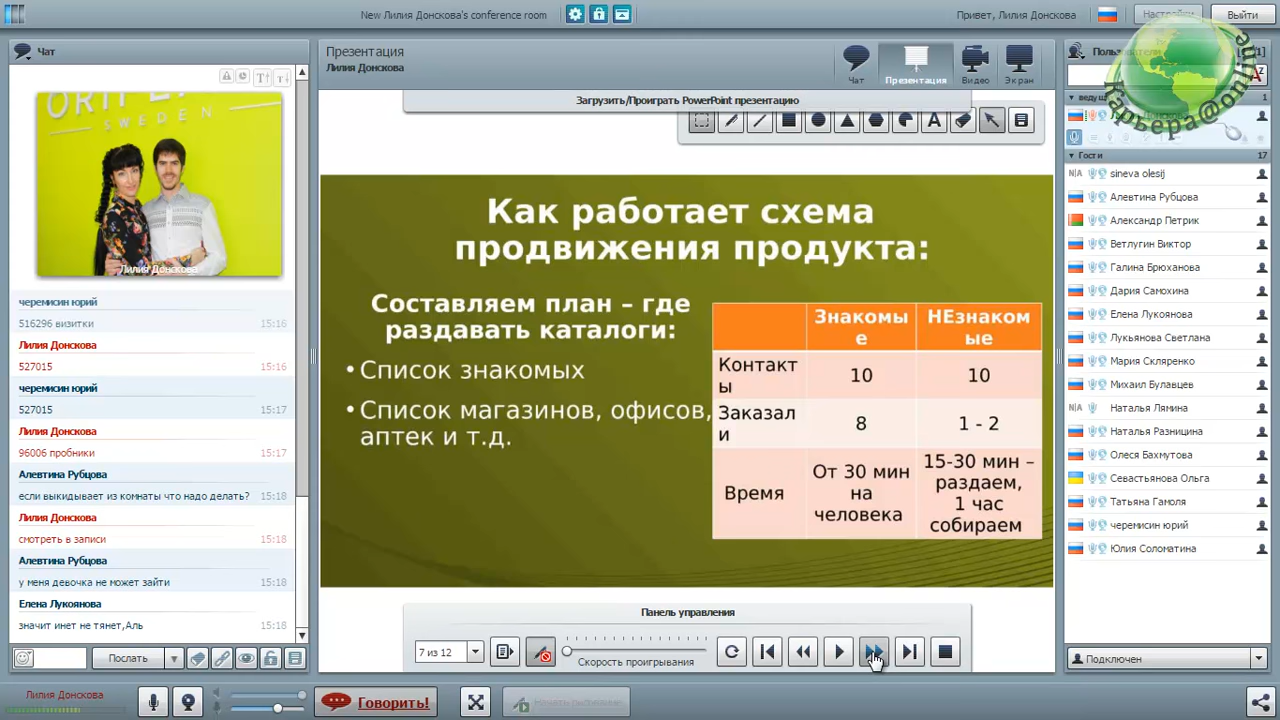 New Лилия Донскова's conference room
Привет, Лилия Донскова
Настройки
Выйти
Чат
ORIFLAME
SWEDEN
Лилия Донскова
черемисин юрий
516296 визитки 15:16
Лилия Донскова
527015 15:16
черемисин юрий
527015 15:17
Лилия Донскова
96006 пробники 15:17
Алевтина Рубцова
если выкидывает из комнаты что надо делать? 15:18
Лилия Донскова
смотреть в записи 15:18
Алевтина Рубцова
у меня девочка не может зайти 15:18
Елена Лукоянова
значит инет не тянет,Аль 15:18
Послать
Лилия Донскова
Говорить!
Презентация
Лилия Донскова
Чат
Презентация
Видео
Экран
Загрузить/Проиграть PowerPoint презентацию
Как работает схема
продвижения продукта:
Составляем план – где
раздавать каталоги:
• Список знакомых
• Список магазинов, офисов,
аптек и т.д.
Знакомы
е
НЕзнаком
ые
Контакт
ы
10
10
Заказал
и
8
1 - 2
Время
От 30 мин
на
человека
15-30 мин –
раздаем,
1 час
собираем
Панель управления
7 из 12
Скорость проигрывания
Карьера@online
ведущ 1
Гости 17
N/A sineva olesij
Алевтина Рубцова
Александр Петрик
Ветлугин Виктор
Галина Брюханова
Дария Самохина
Елена Лукоянова
Лукьянова Светлана
Мария Скляренко
Михаил Булавцев
N/A Наталья Лямина
Наталья Разницина
Олеся Бахмутова
Севастьянова Ольга
Татьяна Гамоля
черемисин юрий
Юлия Соломатина
Подключен